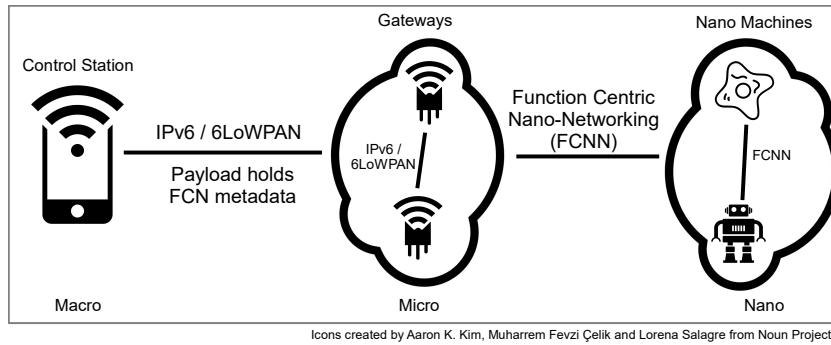 Gateways
Nano Machines
Control Station
IPv6 / 6LoWPAN
Payload holds
FCN metadata
IPv6 /
6LoWPAN
Function Centric
Nano-Networking
(FCNN)
FCNN
Macro
Micro
Nano
Icons created by Aaron K. Kim, Muharrem Fevzi Çelik and Lorena Salagre from Noun Project